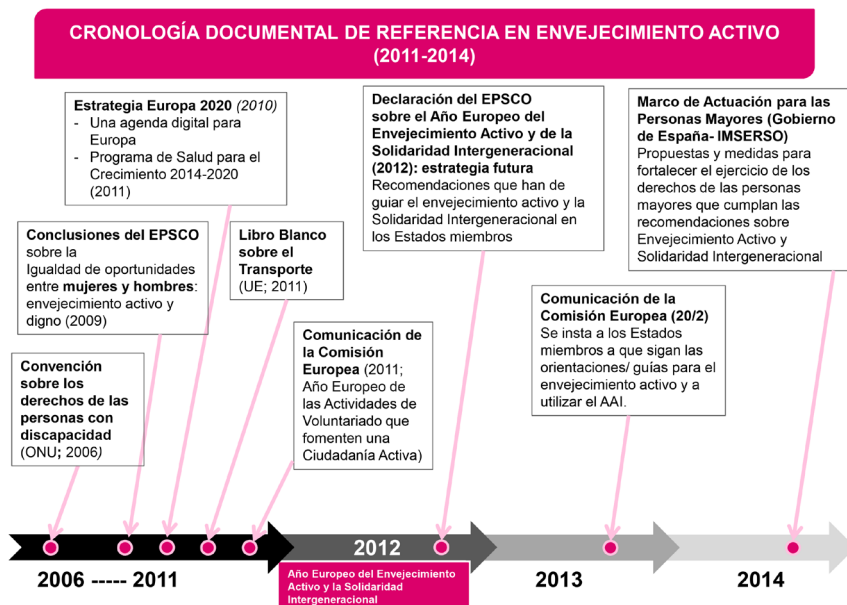 CRONOLOGÍA DOCUMENTAL DE REFERENCIA EN ENVEJECIMIENTO ACTIVO
(2011-2014)
Estrategia Europa 2020 (2010)
- Una agenda digital para
Europa
- Programa de Salud para el
Crecimiento 2014-2020
(2011)
Declaración del EPSCO
sobre el Año Europeo del
Envejecimiento Activo y de la
Solidaridad Intergeneracional
(2012): estrategia futura
Recomendaciones que han de
guiar el envejecimiento activo y la
Solidaridad Intergeneracional en
los Estados miembros
Marco de Actuación para las
Personas Mayores (Gobierno
de España- IMSERSO)
Propuestas y medidas para
fortalecer el ejercicio de los
derechos de las personas
mayores que cumplan las
recomendaciones sobre
Envejecimiento Activo y
Solidaridad Intergeneracional
Conclusiones del EPSCO
sobre la
Igualdad de oportunidades
entre mujeres y hombres:
envejecimiento activo y
digno (2009)
Libro Blanco
sobre el
Transporte
(UE; 2011)
Comunicación de la
Comisión Europea (20/2)
Se insta a los Estados
miembros a que sigan las
orientaciones/ guías para el
envejecimiento activo y a
utilizar el AAI.
Convención
sobre los
derechos de las
personas con
discapacidad
(ONU; 2006)
Comunicación de
la Comisión
Europea (2011;
Año Europeo de
las Actividades de
Voluntariado que
fomenten una
Ciudadanía Activa)
2006 ----- 2011
2012
Año Europeo del Envejecimiento
Activo y la Solidaridad
Intergeneracional
2013
2014